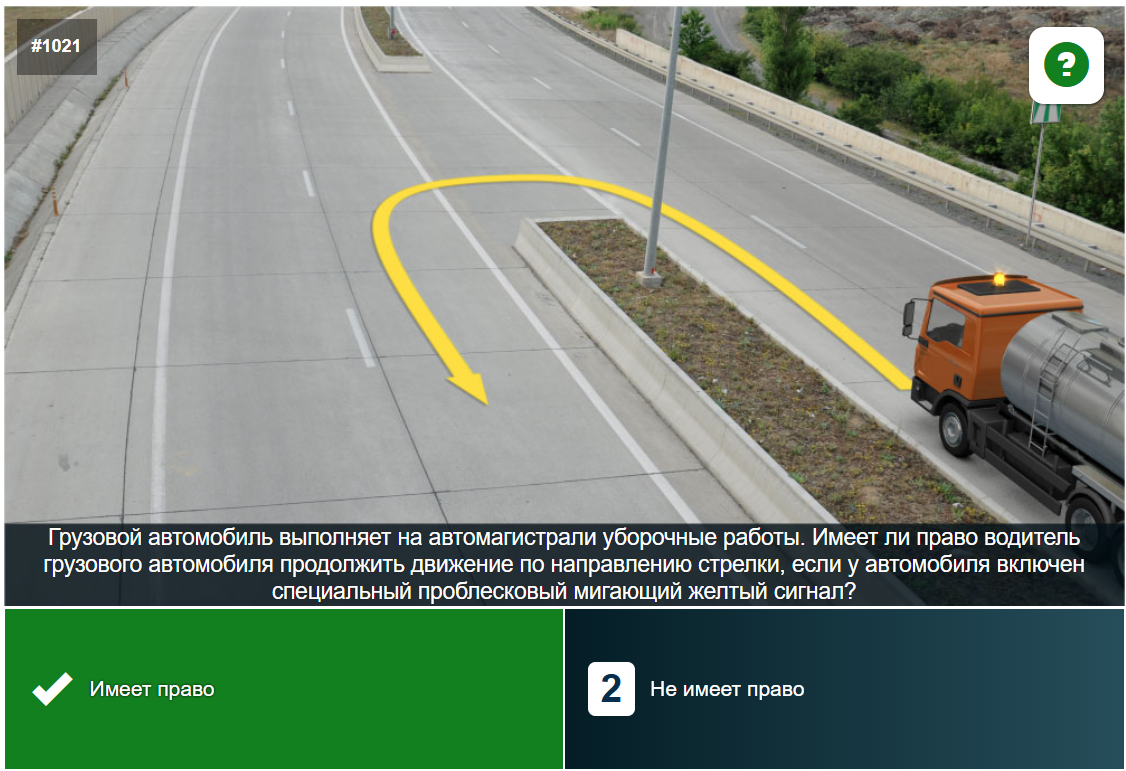 #1021
?
Грузовой автомобиль выполняет на автомагистрали уборочные работы. Имеет ли право водитель
грузового автомобиля продолжить движение по направлению стрелки, если у автомобиля включен
специальный проблесковый мигающий желтый сигнал?
Имеет право
2 Не имеет право